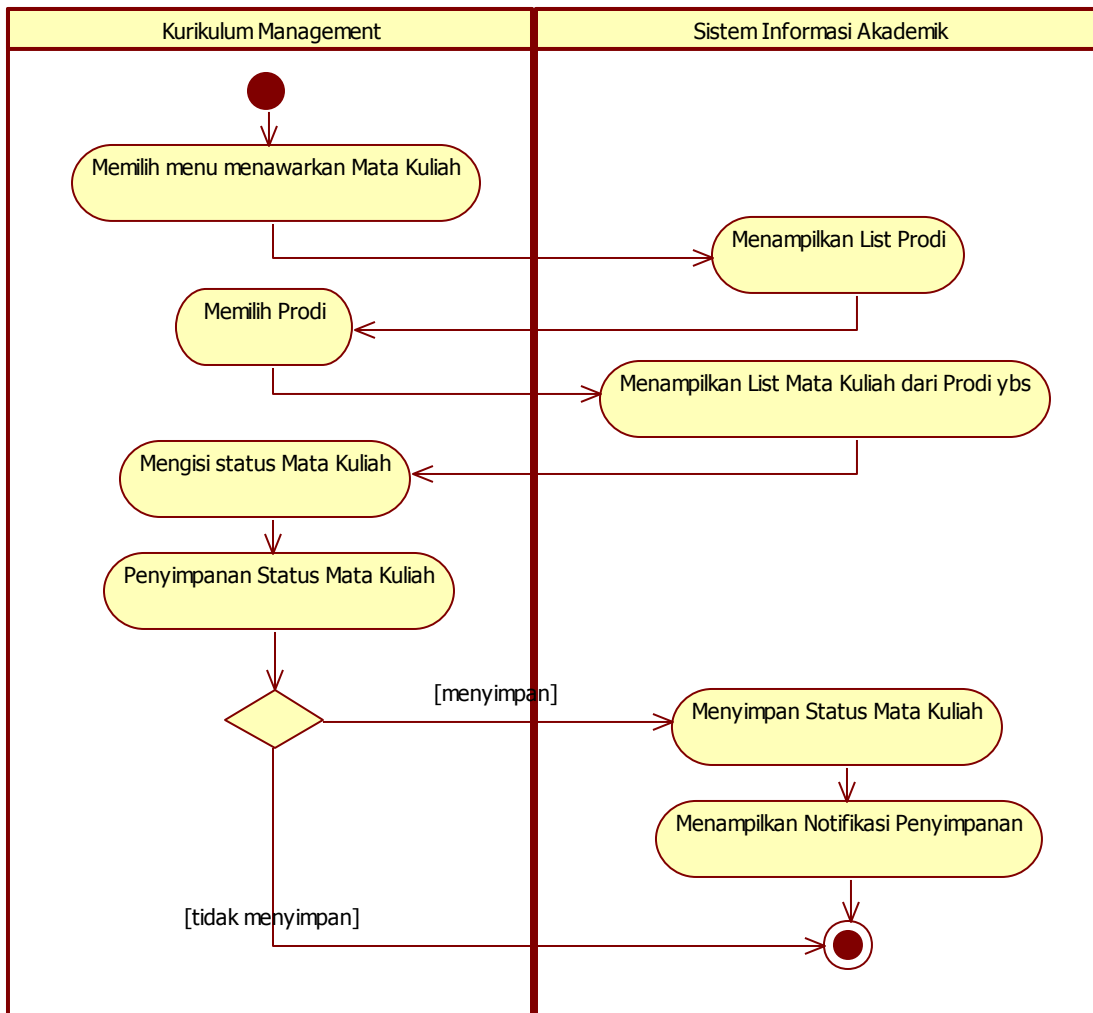 Kurikulum Management
Sistem Informasi Akademik
Memilih menu menawarkan Mata Kuliah
Menampilkan List Prodi
Memilih Prodi
Menampilkan List Mata Kuliah dari Prodi ybs
Mengisi status Mata Kuliah
Penyimpanan Status Mata Kuliah
[menyimpan]
Menyimpan Status Mata Kuliah
Menampilkan Notifikasi Penyimpanan
[tidak menyimpan]